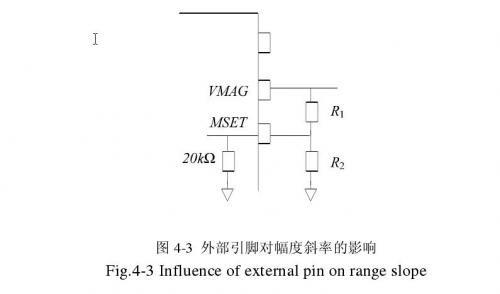 VMAG
R1
MSET
20kΩ
R2
图 4-3 外部引脚对幅度斜率的影响
Fig.4-3 Influence of external pin on range slope